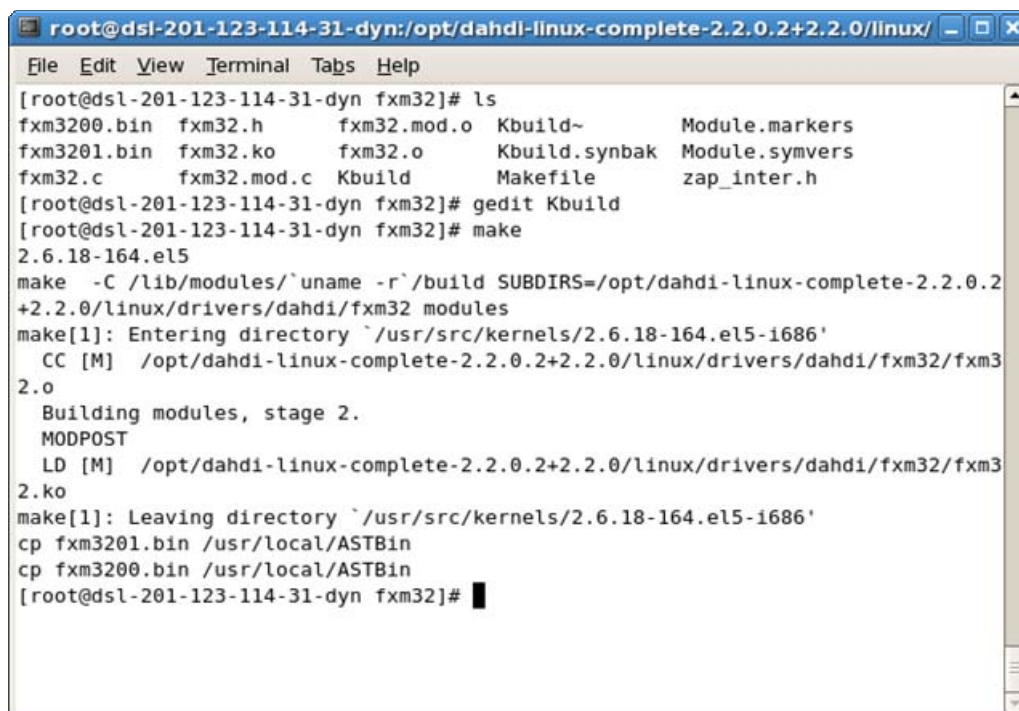 root@dsl-201-123-114-31-dyn:/opt/dahdi-linux-complete-2.2.0.2+2.2.0/linux/
File Edit View Terminal Tabs Help
[root@dsl-201-123-114-31-dyn fxm32]# ls
fxm3200.bin  fxm32.h      fxm32.mod.o  Kbuild~        Module.markers
fxm3201.bin  fxm32.ko     fxm32.o      Kbuild.synbak  Module.symvers
fxm32.c      fxm32.mod.c  Kbuild       Makefile       zap_inter.h
[root@dsl-201-123-114-31-dyn fxm32]# gedit Kbuild
[root@dsl-201-123-114-31-dyn fxm32]# make
2.6.18-164.el5
make  -C /lib/modules/`uname -r`/build SUBDIRS=/opt/dahdi-linux-complete-2.2.0.2
+2.2.0/linux/drivers/dahdi/fxm32 modules
make[1]: Entering directory `/usr/src/kernels/2.6.18-164.el5-i686'
  CC [M]  /opt/dahdi-linux-complete-2.2.0.2+2.2.0/linux/drivers/dahdi/fxm32/fxm3
2.o
  Building modules, stage 2.
  MODPOST
  LD [M]  /opt/dahdi-linux-complete-2.2.0.2+2.2.0/linux/drivers/dahdi/fxm32/fxm3
2.ko
make[1]: Leaving directory `/usr/src/kernels/2.6.18-164.el5-i686'
cp fxm3201.bin /usr/local/ASTBin
cp fxm3200.bin /usr/local/ASTBin
[root@dsl-201-123-114-31-dyn fxm32]#